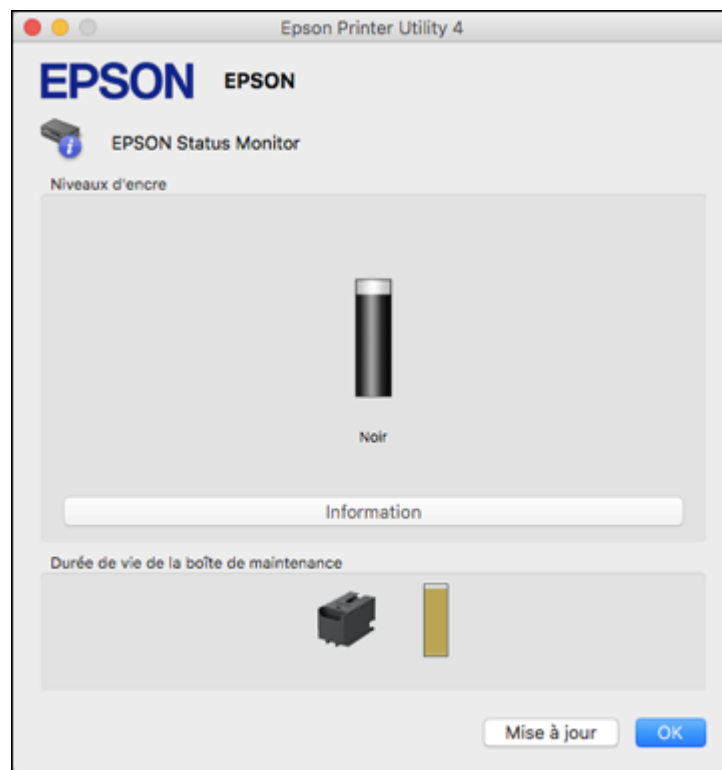 Epson Printer Utility 4
EPSON EPSON
EPSON Status Monitor
Niveaux d'encre
Noir
Information
Durée de vie de la boîte de maintenance
Mise à jour OK